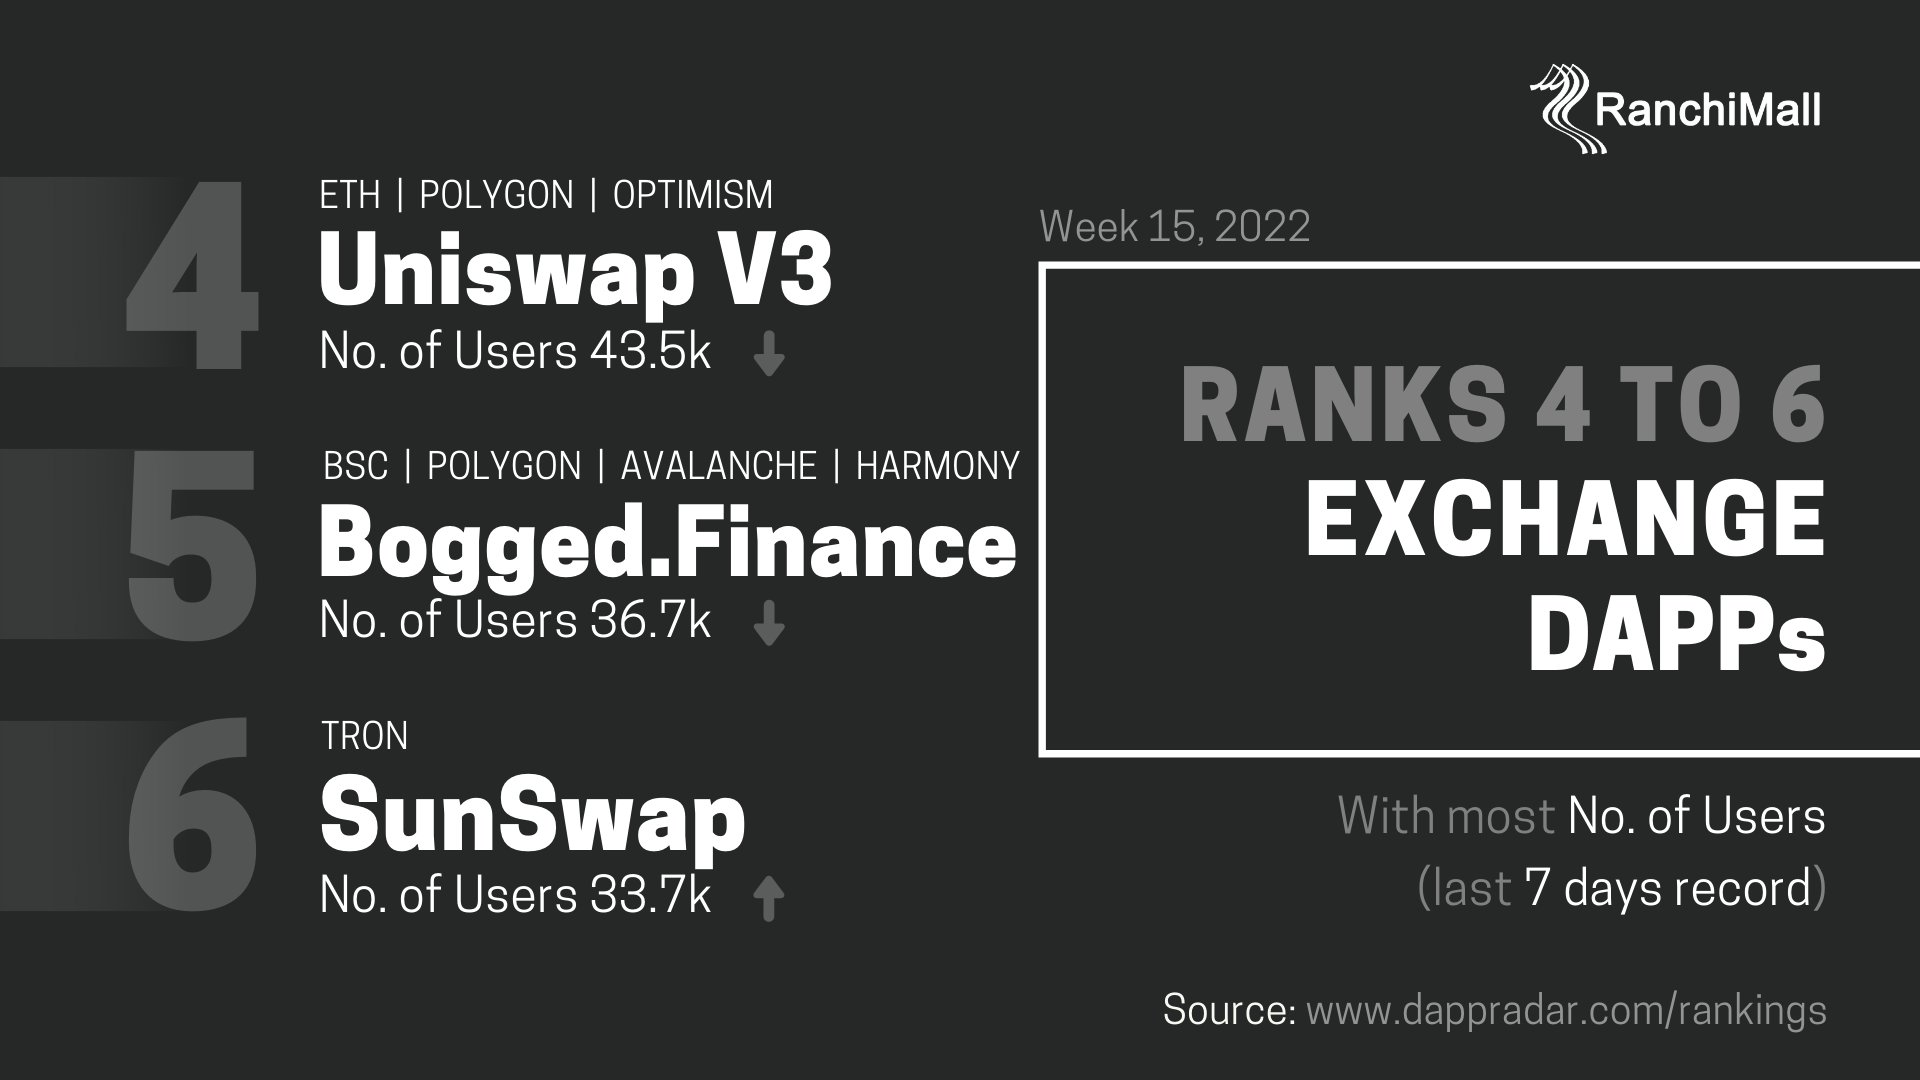 RanchiMall
4
ETH | POLYGON | OPTIMISM
Uniswap V3
No. of Users 43.5k
5
BSC | POLYGON | AVALANCHE | HARMONY
Bogged.Finance
No. of Users 36.7k
6
TRON
SunSwap
No. of Users 33.7k
Week 15, 2022
RANKS 4 TO 6
EXCHANGE
DAPPs
With most No. of Users
(last 7 days record)
Source: www.dappradar.com/rankings